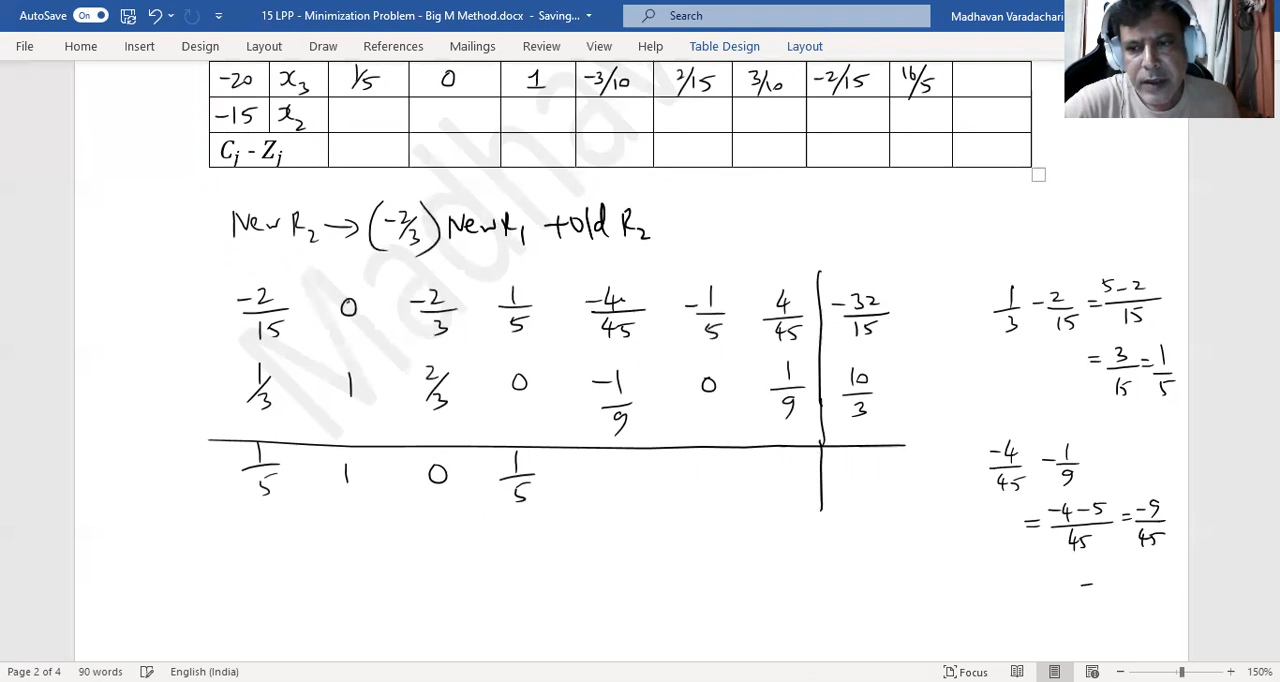 AutoSave On 15 LPP - Minimization Problem - Big M Method.docx - Saving... Search Madhavan Varadachari
File Home Insert Design Layout Draw References Mailings Review View Help Table Design Layout
-20 x₃ 1/5 0 1 -3/10 2/15 3/10 -2/15 16/5
-15 x₂
Cj - Zj
New R₂ → (-2/3) New R₁ + Old R₂
-2/15 0 -2/3 1/5 -4/45 -1/5 4/45 -32/15
1/3 1 2/3 0 -1/9 0 1/9 10/3
1/5 1 0 1/5
1/3 - 2/15 = 5-2/15
= 3/15 = 1/5
-4/45 - 1/9
= -4-5/45 = -9/45
-
Madhav
Page 2 of 4 90 words English (India) Focus 150%